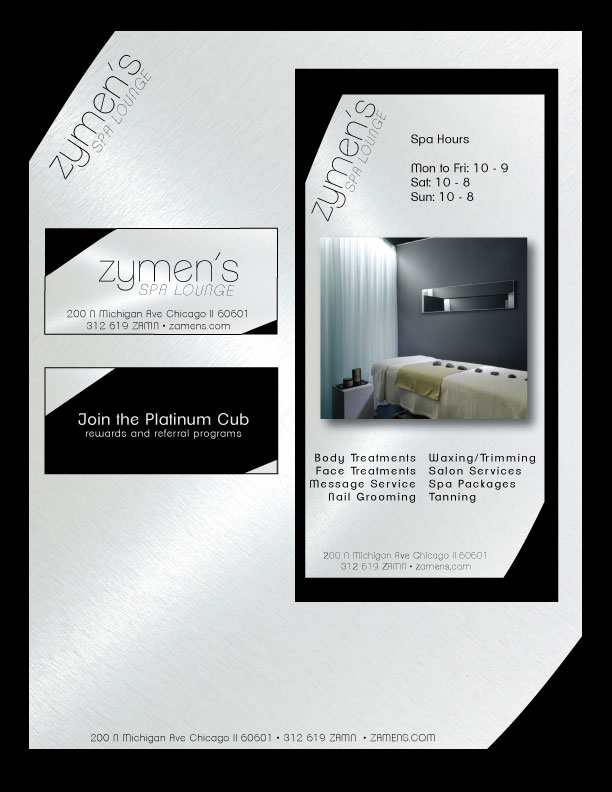 zymen's
SPA LOUNGE
zymen's
SPA LOUNGE
Spa Hours
Mon to Fri: 10 - 9
Sat: 10 - 8
Sun: 10 - 8
zymen's
SPA LOUNGE
200 N Michigan Ave Chicago Il 60601
312 619 ZAMN • zamens.com
Join the Platinum Cub
rewards and referral programs
Body Treatments Waxing/Trimming
Face Treatments Salon Services
Message Service Spa Packages
Nail Grooming Tanning
200 N Michigan Ave Chicago Il 60601
312 619 ZAMN • zamens.com
200 N Michigan Ave Chicago Il 60601 • 312 619 ZAMN • ZAMENS.COM